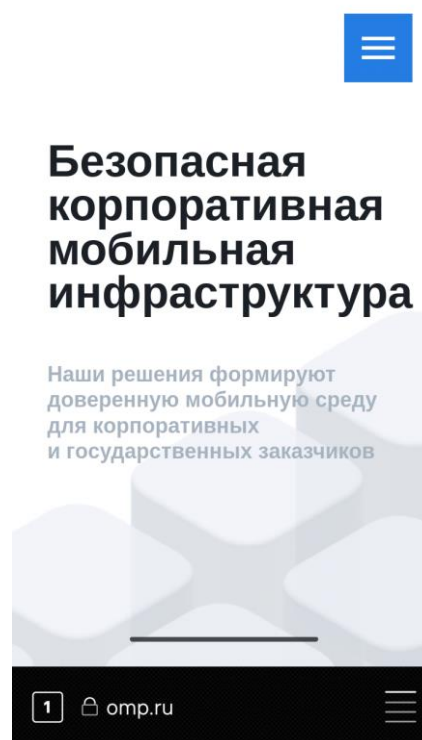 Безопасная
корпоративная
мобильная
инфраструктура
Наши решения формируют
доверенную мобильную среду
для корпоративных
и государственных заказчиков
1 omp.ru